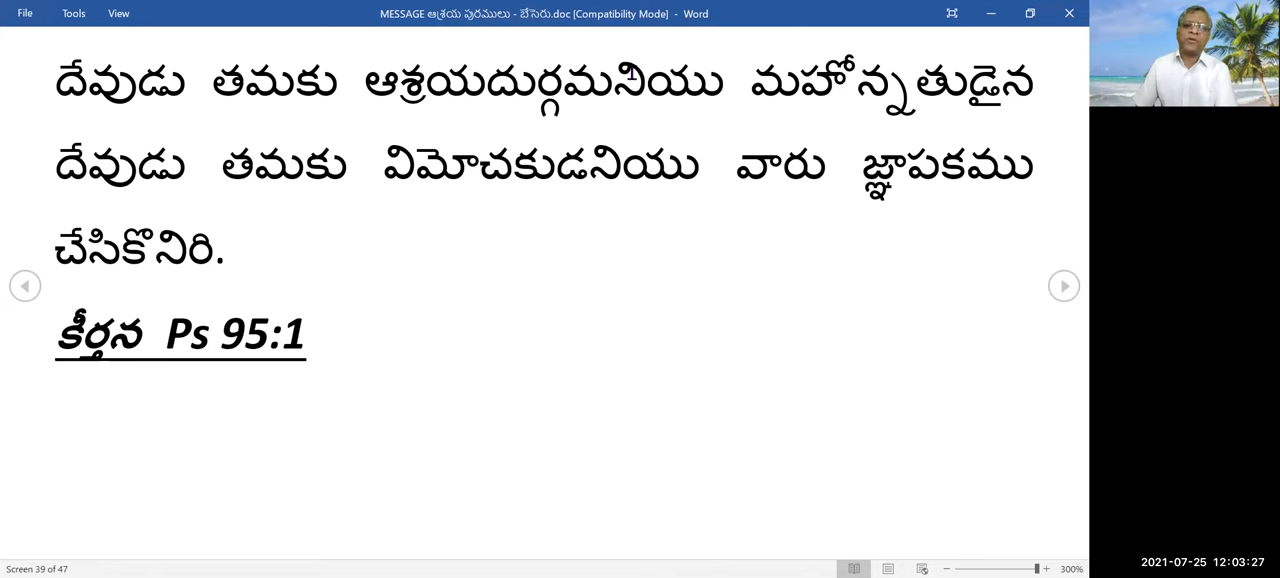 File Tools View MESSAGE ఆశ్రయ పురములు - బేసెరు.doc [Compatibility Mode] - Word
దేవుడు తమకు ఆశ్రయదుర్గమనియు మహోన్నతుడైన
దేవుడు తమకు విమోచకుడనియు వారు జ్ఞాపకము
చేసికొనిరి.
కీర్తన Ps 95:1
Screen 39 of 47 300%
2021-07-25 12:03:27